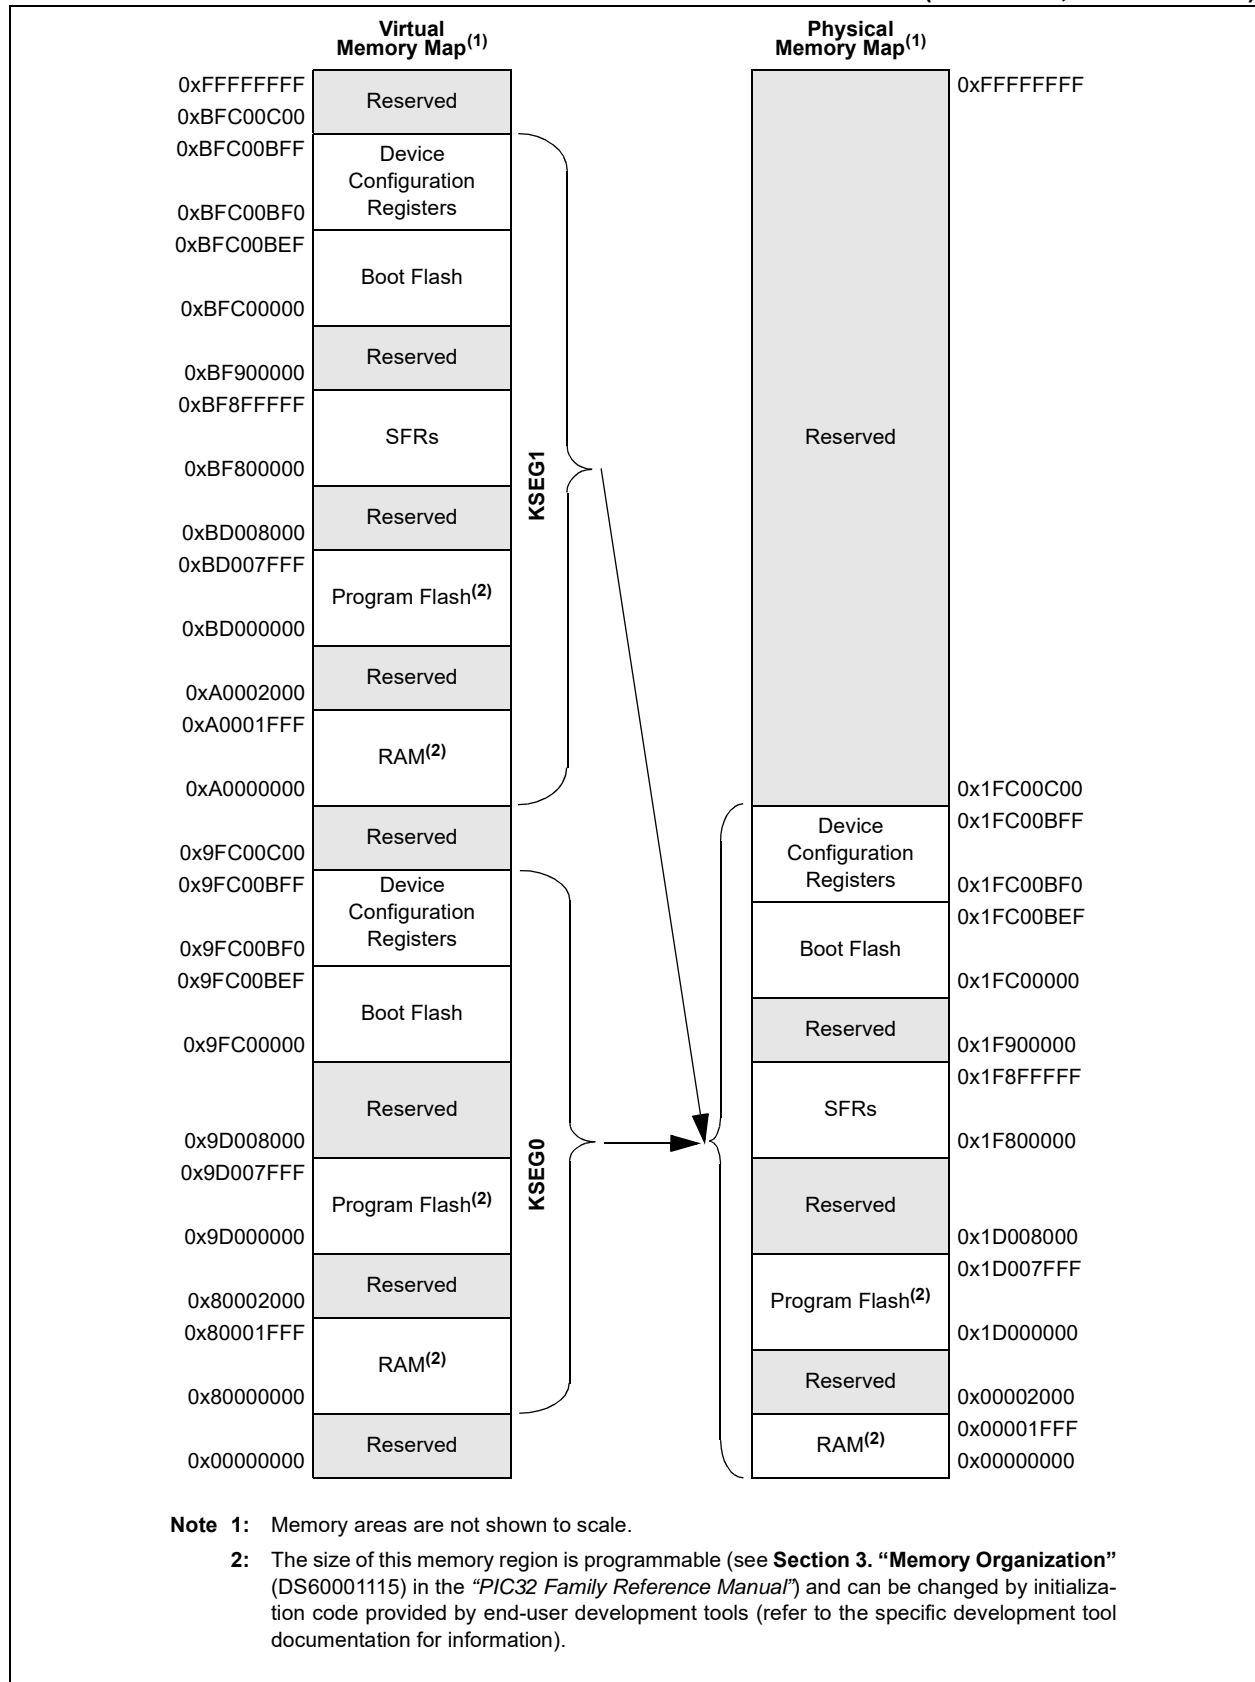 Virtual
Memory Map(1)
Physical
Memory Map(1)
0xFFFFFFFF
Reserved
0xBFC00C00
0xBFC00BFF
Device
Configuration
Registers
0xBFC00BF0
0xBFC00BEF
Boot Flash
0xBFC00000
Reserved
0xBF900000
0xBF8FFFFF
SFRs
0xBF800000
Reserved
0xBD008000
0xBD007FFF
Program Flash(2)
0xBD000000
Reserved
0xA0002000
0xA0001FFF
RAM(2)
0xA0000000
Reserved
0x9FC00C00
0x9FC00BFF
Device
Configuration
Registers
0x9FC00BF0
0x9FC00BEF
Boot Flash
0x9FC00000
Reserved
0x9D008000
0x9D007FFF
Program Flash(2)
0x9D000000
Reserved
0x80002000
0x80001FFF
RAM(2)
0x80000000
Reserved
0x00000000
KSEG1
KSEG0
0xFFFFFFFF
Reserved
0x1FC00C00
0x1FC00BFF
Device
Configuration
Registers
0x1FC00BF0
0x1FC00BEF
Boot Flash
0x1FC00000
Reserved
0x1F900000
0x1F8FFFFF
SFRs
0x1F800000
Reserved
0x1D008000
0x1D007FFF
Program Flash(2)
0x1D000000
Reserved
0x00002000
0x00001FFF
RAM(2)
0x00000000
Note 1: Memory areas are not shown to scale.
2: The size of this memory region is programmable (see Section 3. “Memory Organization”
(DS60001115) in the “PIC32 Family Reference Manual”) and can be changed by initializa-
tion code provided by end-user development tools (refer to the specific development tool
documentation for information).